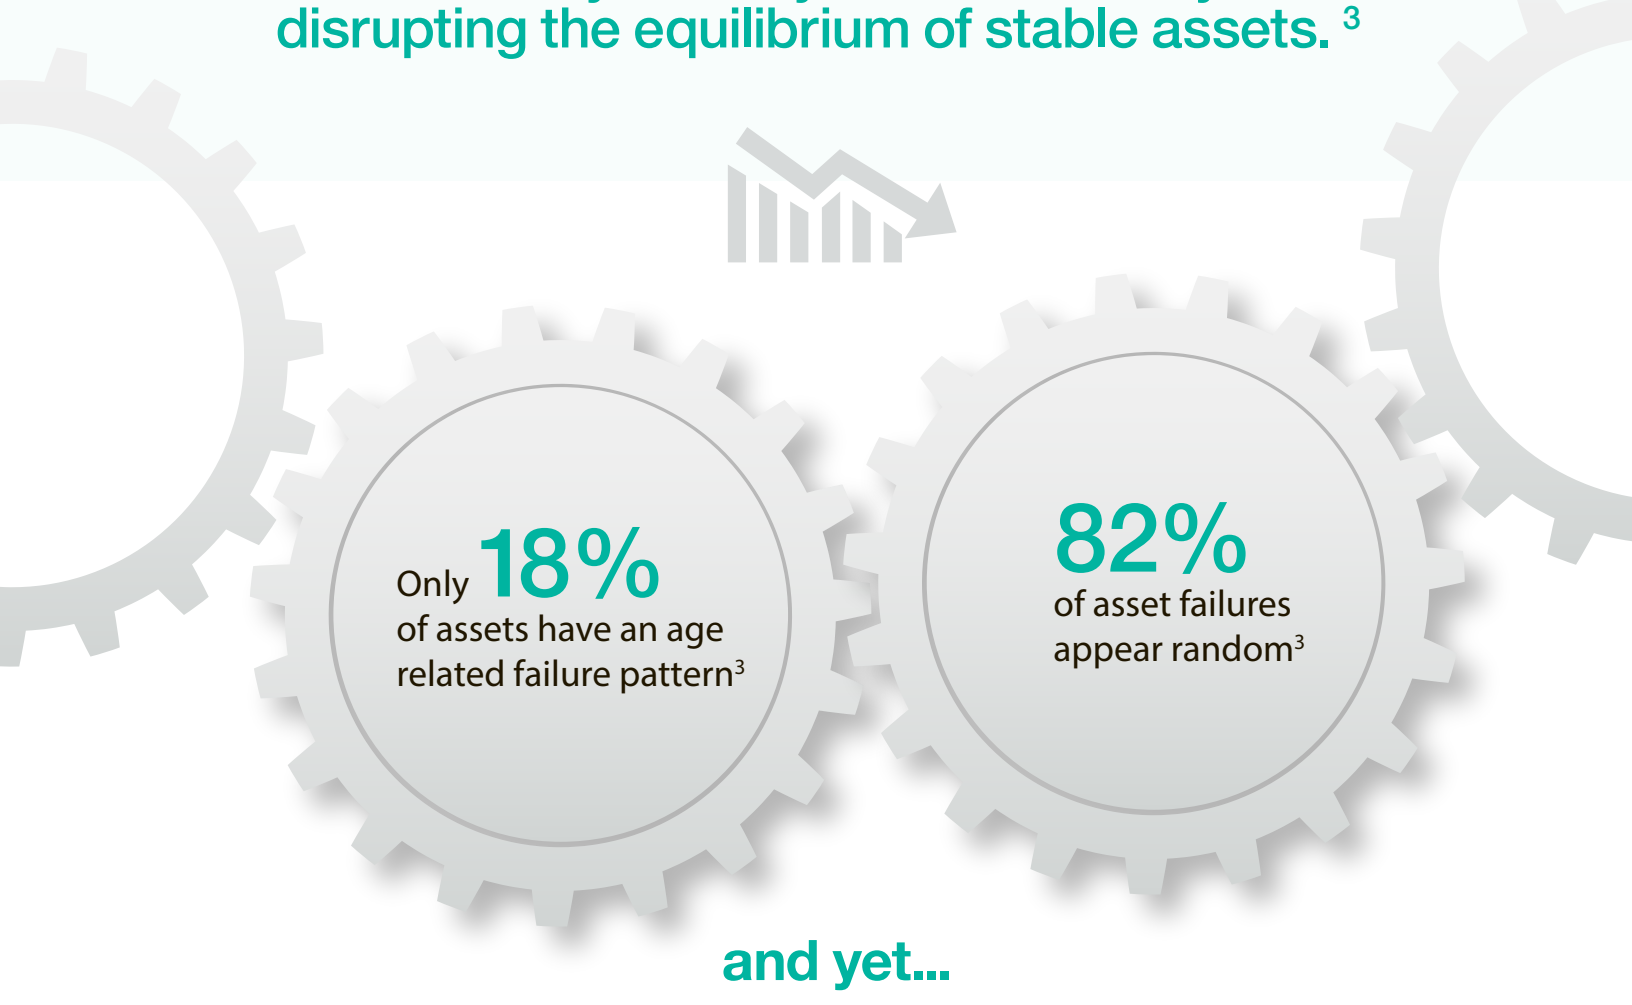 disrupting the equilibrium of stable assets. 3
Only 18%
of assets have an age
related failure pattern3
82%
of asset failures
appear random3
and yet...